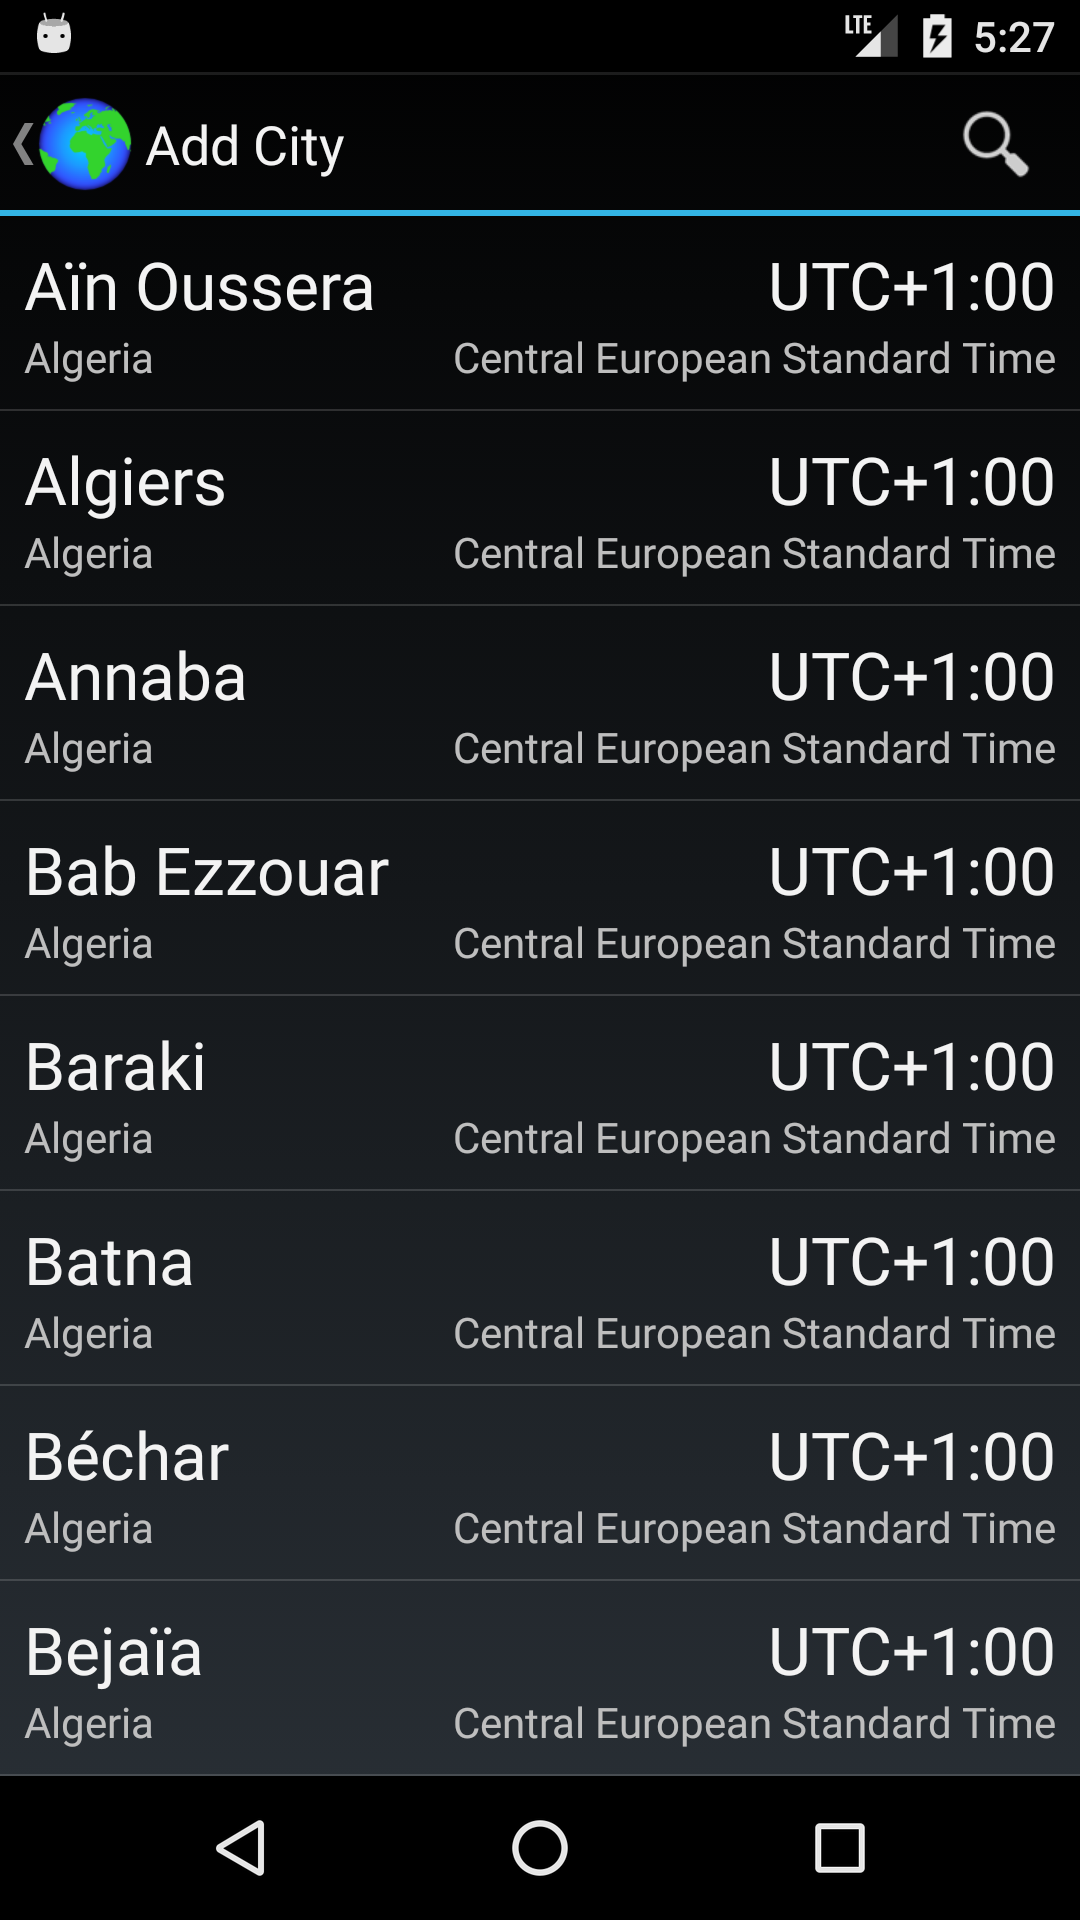 LTE 5:27
Add City
Aïn Oussera UTC+1:00
Algeria Central European Standard Time
Algiers UTC+1:00
Algeria Central European Standard Time
Annaba UTC+1:00
Algeria Central European Standard Time
Bab Ezzouar UTC+1:00
Algeria Central European Standard Time
Baraki UTC+1:00
Algeria Central European Standard Time
Batna UTC+1:00
Algeria Central European Standard Time
Béchar UTC+1:00
Algeria Central European Standard Time
Bejaïa UTC+1:00
Algeria Central European Standard Time